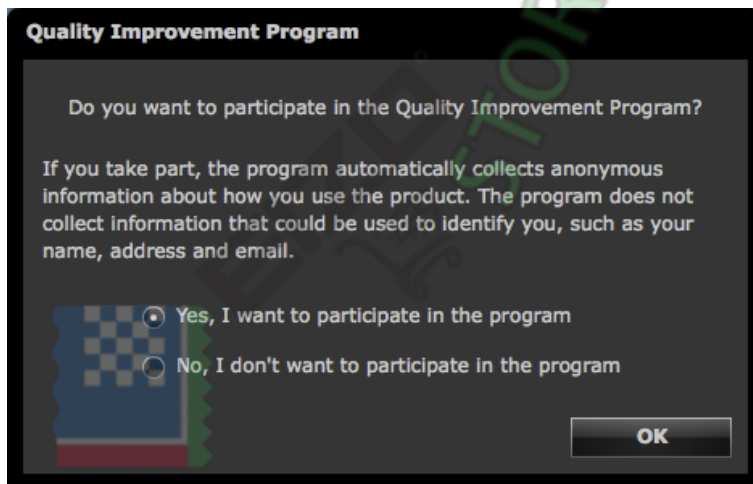 Quality Improvement Program
Do you want to participate in the Quality Improvement Program?
If you take part, the program automatically collects anonymous
information about how you use the product. The program does not
collect information that could be used to identify you, such as your
name, address and email.
Yes, I want to participate in the program
No, I don't want to participate in the program
OK
EIZO
STOR